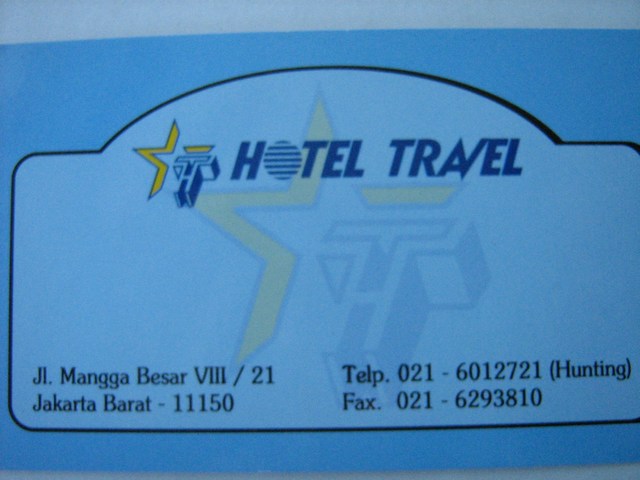 HOTEL TRAVEL
Jl. Mangga Besar VIII / 21
Jakarta Barat - 11150
Telp. 021 - 6012721 (Hunting)
Fax. 021 - 6293810